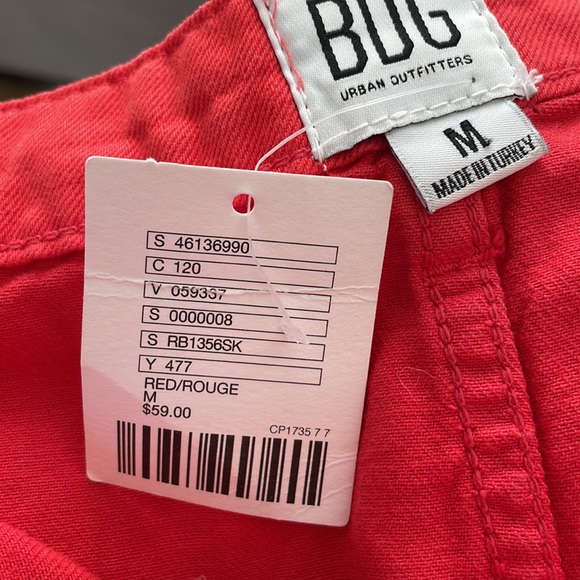 BDG
URBAN OUTFITTERS
M
MADE IN TURKEY
S 46136990
C 120
V 059337
S 0000008
S RB1356SK
Y 477
RED/ROUGE
M
$59.00
CP1735 7 7